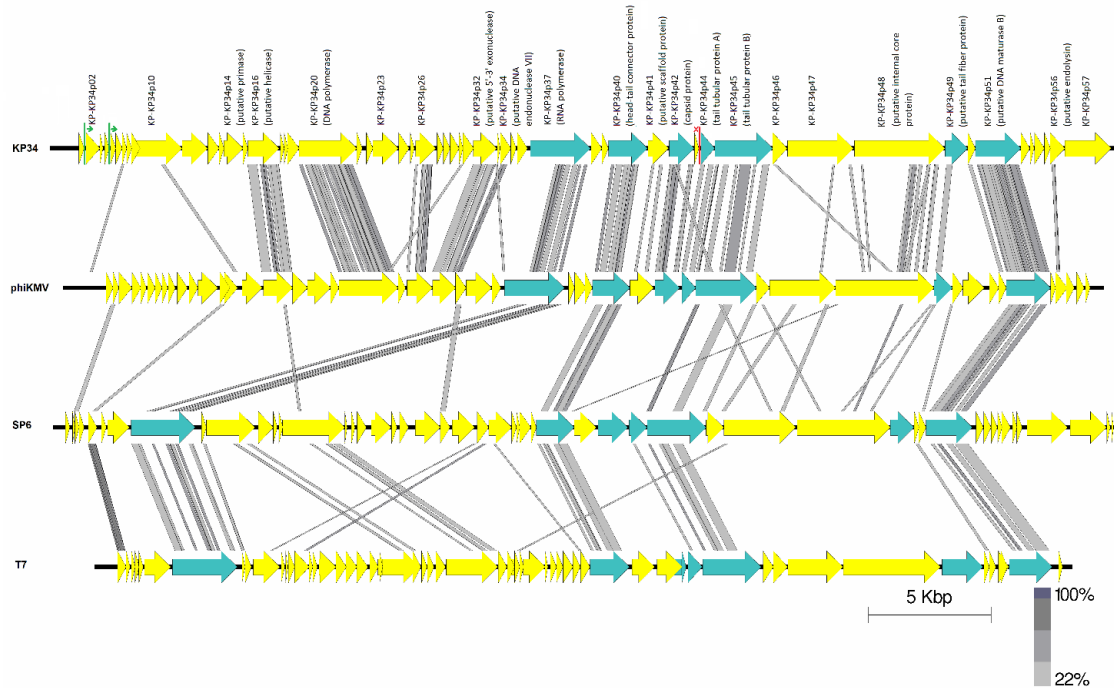 KP-KP34p02
KP-KP34p10
KP-KP34p14
(putative primase)
KP-KP34p16
(putative helicase)
KP-KP34p20
(DNA polymerase)
KP-KP34p23
KP-KP34p26
KP-KP34p32
(putative 5'-3' exonuclease)
KP-KP34p34
(putative DNA
endonuclease VII)
KP-KP34p37
(RNA polymerase)
KP-KP34p40
(head-tail connector protein)
KP-KP34p41
(putative scaffold protein)
KP-KP34p42
(capsid protein)
KP-KP34p44
(tail tubular protein A)
KP-KP34p45
(tail tubular protein B)
KP-KP34p46
KP-KP34p47
KP-KP34p48
(putative internal core
protein)
KP-KP34p49
(putative tail fiber protein)
KP-KP34p51
(putative DNA maturase B)
KP-KP34p56
(putative endolysin)
KP-KP34p57
KP34
phiKMV
SP6
T7
5 Kbp
100%
22%